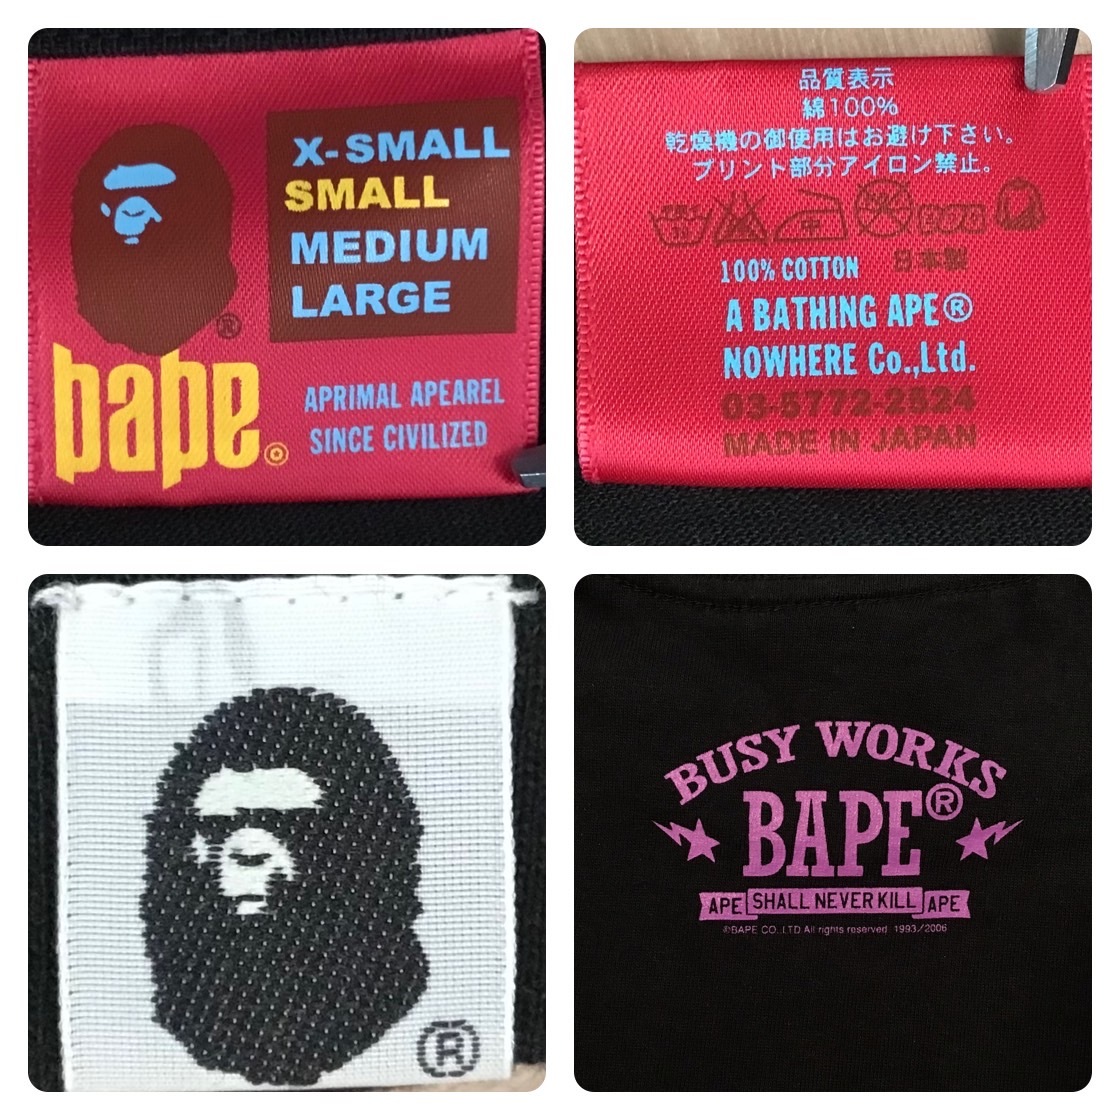 X-SMALL
SMALL
MEDIUM
LARGE
®
bape
APRIMAL APEAREL
SINCE CIVILIZED
品質表示
綿100%
乾燥機の御使用はお避け下さい。
プリント部分アイロン禁止。
日本製
100% COTTON
A BATHING APE®
NOWHERE Co.,Ltd.
03-5772-2524
MADE IN JAPAN
®
BUSY WORKS
BAPE®
APE SHALL NEVER KILL APE
©BAPE CO.,LTD All rights reserved. 1993/2006